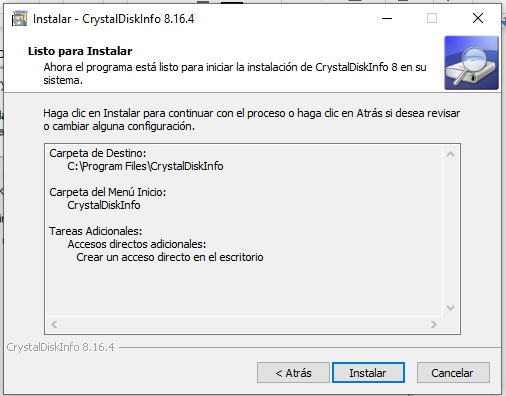 Instalar - CrystalDiskInfo 8.16.4
Listo para Instalar
Ahora el programa está listo para iniciar la instalación de CrystalDiskInfo 8 en su
sistema.
Haga clic en Instalar para continuar con el proceso o haga clic en Atrás si desea revisar
o cambiar alguna configuración.
Carpeta de Destino:
C:\Program Files\CrystalDiskInfo
Carpeta del Menú Inicio:
CrystalDiskInfo
Tareas Adicionales:
Accesos directos adicionales:
Crear un acceso directo en el escritorio
CrystalDiskInfo 8.16.4
< Atrás
Instalar
Cancelar